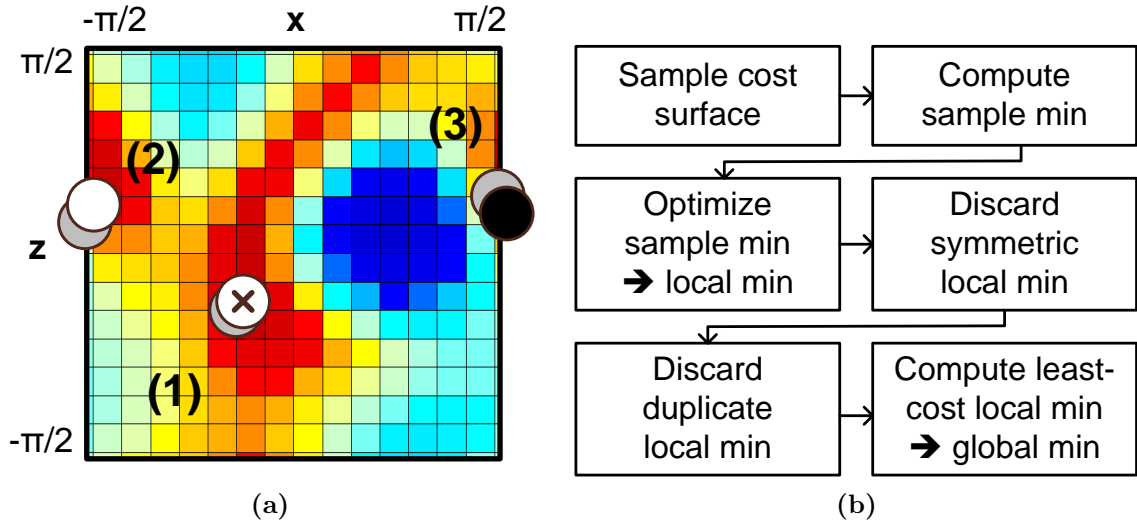 -π/2 x π/2
π/2
(3)
(2)
z
(1)
-π/2
(a)
Sample cost
surface
Compute
sample min
Optimize
sample min
➔ local min
Discard
symmetric
local min
Discard
duplicate
local min
Compute least-
cost local min
➔ global min
(b)